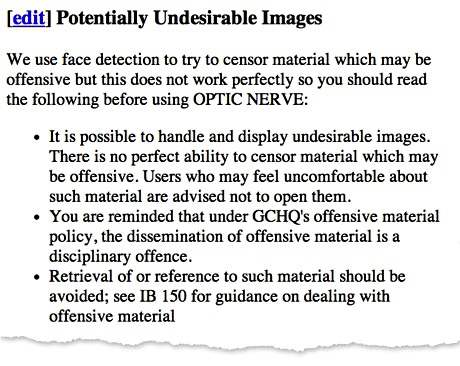 [edit] Potentially Undesirable Images
We use face detection to try to censor material which may be
offensive but this does not work perfectly so you should read
the following before using OPTIC NERVE:
• It is possible to handle and display undesirable images.
There is no perfect ability to censor material which may
be offensive. Users who may feel uncomfortable about
such material are advised not to open them.
• You are reminded that under GCHQ's offensive material
policy, the dissemination of offensive material is a
disciplinary offence.
• Retrieval of or reference to such material should be
avoided; see IB 150 for guidance on dealing with
offensive material